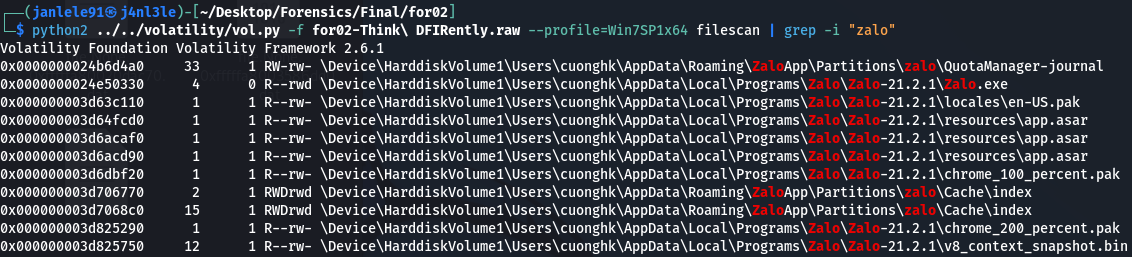 ┌──(janlele91㉿j4nl3le)-[~/Desktop/Forensics/Final/for02]
└─$ python2 ../../volatility/vol.py -f for02-Think\ DFIRently.raw --profile=Win7SP1x64 filescan | grep -i "zalo"
Volatility Foundation Volatility Framework 2.6.1
0x0000000024b6d4a0     33      1 RW-rw- \Device\HarddiskVolume1\Users\cuonghk\AppData\Roaming\ZaloApp\Partitions\zalo\QuotaManager-journal
0x0000000024e50330      4      0 R--rwd \Device\HarddiskVolume1\Users\cuonghk\AppData\Local\Programs\Zalo\Zalo-21.2.1\Zalo.exe
0x000000003d63c110      1      1 R--rw- \Device\HarddiskVolume1\Users\cuonghk\AppData\Local\Programs\Zalo\Zalo-21.2.1\locales\en-US.pak
0x000000003d64fcd0      1      1 R--rw- \Device\HarddiskVolume1\Users\cuonghk\AppData\Local\Programs\Zalo\Zalo-21.2.1\resources\app.asar
0x000000003d6acaf0      1      1 R--rw- \Device\HarddiskVolume1\Users\cuonghk\AppData\Local\Programs\Zalo\Zalo-21.2.1\resources\app.asar
0x000000003d6acd90      1      1 R--rw- \Device\HarddiskVolume1\Users\cuonghk\AppData\Local\Programs\Zalo\Zalo-21.2.1\resources\app.asar
0x000000003d6dbf20      1      1 R--rw- \Device\HarddiskVolume1\Users\cuonghk\AppData\Local\Programs\Zalo\Zalo-21.2.1\chrome_100_percent.pak
0x000000003d706770      2      1 RWDrwd \Device\HarddiskVolume1\Users\cuonghk\AppData\Roaming\ZaloApp\Partitions\zalo\Cache\index
0x000000003d7068c0     15      1 RWDrwd \Device\HarddiskVolume1\Users\cuonghk\AppData\Roaming\ZaloApp\Partitions\zalo\Cache\index
0x000000003d825290      1      1 R--rw- \Device\HarddiskVolume1\Users\cuonghk\AppData\Local\Programs\Zalo\Zalo-21.2.1\chrome_200_percent.pak
0x000000003d825750     12      1 R--rw- \Device\HarddiskVolume1\Users\cuonghk\AppData\Local\Programs\Zalo\Zalo-21.2.1\v8_context_snapshot.bin